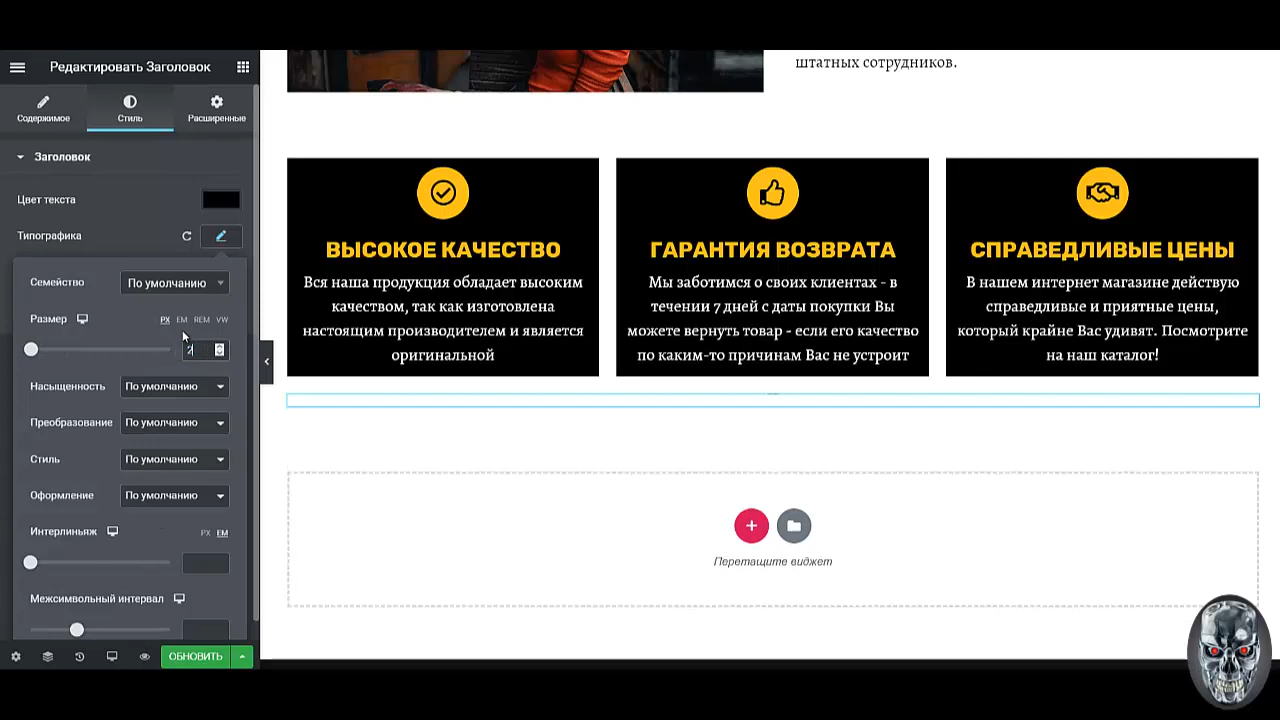 Редактировать Заголовок
Содержимое
Стиль
Расширенные
Заголовок
Цвет текста
Типографика
Семейство
По умолчанию
Размер
PX EM REM VW
2
Насыщенность
По умолчанию
Преобразование
По умолчанию
Стиль
По умолчанию
Оформление
По умолчанию
Интерлиньяж
PX EM
Межсимвольный интервал
ОБНОВИТЬ
штатных сотрудников.
ВЫСОКОЕ КАЧЕСТВО
Вся наша продукция обладает высоким
качеством, так как изготовлена
настоящим производителем и является
оригинальной
ГАРАНТИЯ ВОЗВРАТА
Мы заботимся о своих клиентах - в
течении 7 дней с даты покупки Вы
можете вернуть товар - если его качество
по каким-то причинам Вас не устроит
СПРАВЕДЛИВЫЕ ЦЕНЫ
В нашем интернет магазине действую
справедливые и приятные цены,
который крайне Вас удивят. Посмотрите
на наш каталог!
Перетащите виджет